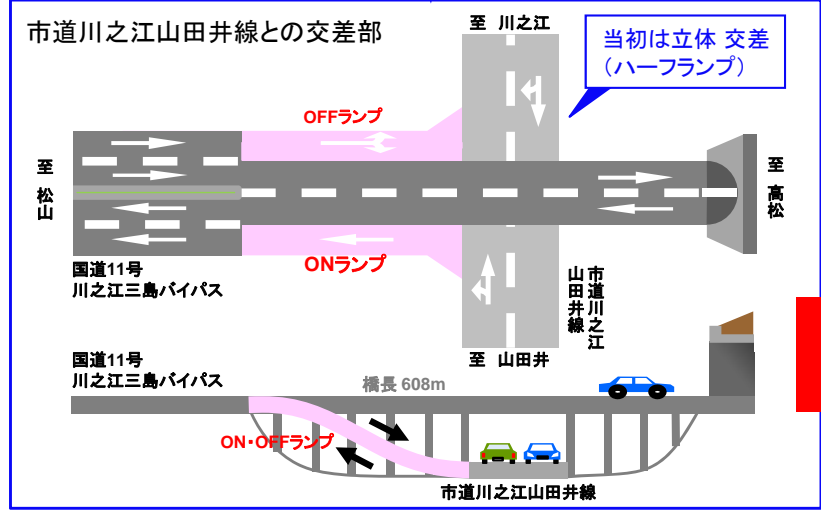 市道川之江山田井線との交差部
至 川之江
当初は立体 交差
（ハーフランプ）
OFFランプ
至 松山
至 高松
ONランプ
国道11号
川之江三島バイパス
市道川之江
山田井線
至 山田井
国道11号
川之江三島バイパス
橋長 608m
ON・OFFランプ
市道川之江山田井線